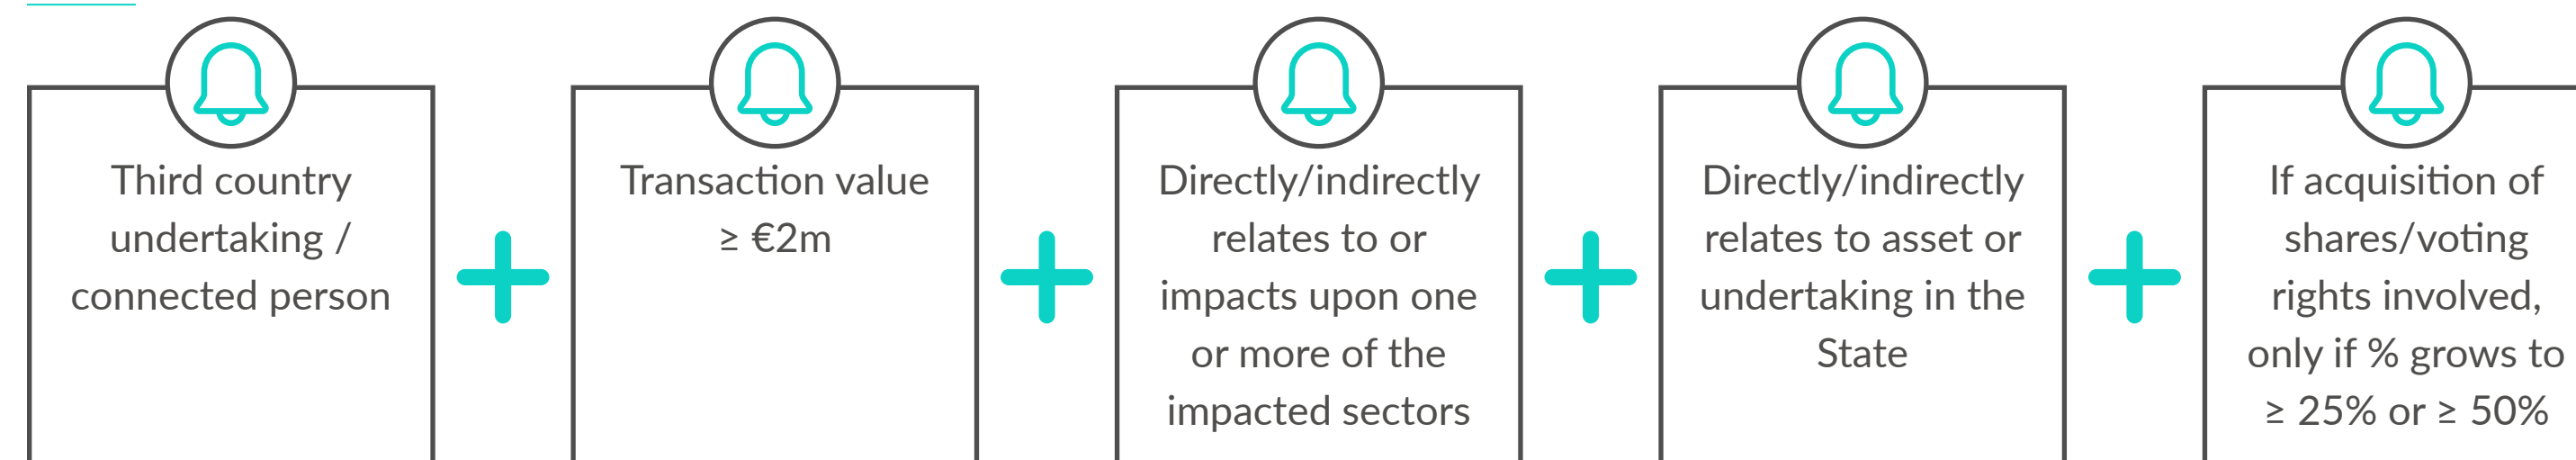 Third country
undertaking /
connected person
Transaction value
≥ €2m
Directly/indirectly
relates to or
impacts upon one
or more of the
impacted sectors
Directly/indirectly
relates to asset or
undertaking in the
State
If acquisition of
shares/voting
rights involved,
only if % grows to
≥ 25% or ≥ 50%